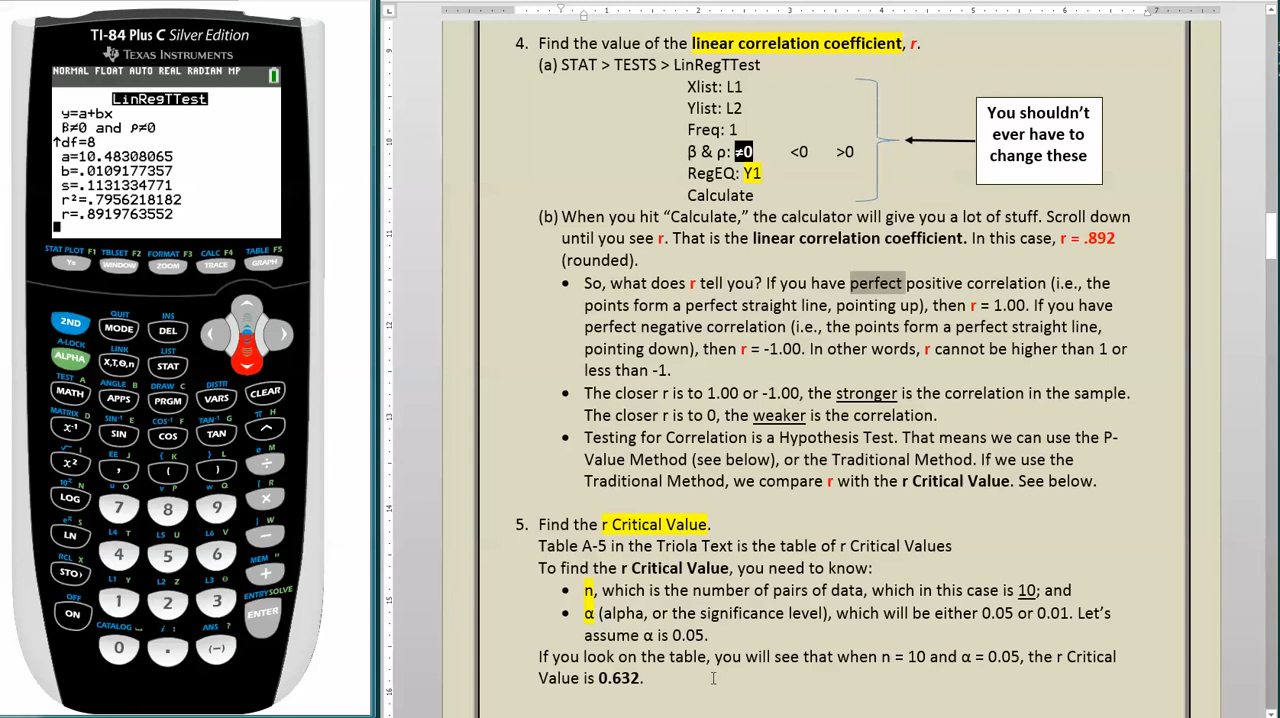 TI-84 Plus C Silver Edition
TEXAS INSTRUMENTS
NORMAL FLOAT AUTO REAL RADIAN MP
LinRegTTest
y=a+bx
β≠0 and ρ≠0
↑df=8
a=10.48308065
b=.0109177357
s=.1131334771
r²=.7956218182
r=.8919763552
STAT PLOT F1 TBLSET F2 FORMAT F3 CALC F4 TABLE F5
Y= WINDOW ZOOM TRACE GRAPH
QUIT INS
2ND MODE DEL
A-LOCK LINK LIST
ALPHA X,T,Θ,n STAT
TEST A ANGLE B DRAW C DISTR
MATH APPS PRGM VARS CLEAR
MATRIX D SIN⁻¹ E COS⁻¹ F TAN⁻¹ G π H
x⁻¹ SIN COS TAN ^
√ I EE J { K } L e M
x² , ( ) ÷
10ˣ N u O v P w Q [ R
LOG 7 8 9 ×
eˣ S L4 T L5 U L6 V ] W
LN 4 5 6 −
RCL X L1 Y L2 Z L3 θ MEM "
STO› 1 2 3 +
OFF CATALOG i : ANS ? ENTRY SOLVE
ON 0 . (−) ENTER
1 2 3 4 5 6 7
9
12
13
14
15
16
4. Find the value of the linear correlation coefficient, r.
(a) STAT > TESTS > LinRegTTest
Xlist: L1
Ylist: L2
Freq: 1
β & ρ: ≠0 <0 >0
RegEQ: Y1
Calculate
You shouldn't
ever have to
change these
(b) When you hit “Calculate,” the calculator will give you a lot of stuff. Scroll down
until you see r. That is the linear correlation coefficient. In this case, r = .892
(rounded).
• So, what does r tell you? If you have perfect positive correlation (i.e., the
points form a perfect straight line, pointing up), then r = 1.00. If you have
perfect negative correlation (i.e., the points form a perfect straight line,
pointing down), then r = -1.00. In other words, r cannot be higher than 1 or
less than -1.
• The closer r is to 1.00 or -1.00, the stronger is the correlation in the sample.
The closer r is to 0, the weaker is the correlation.
• Testing for Correlation is a Hypothesis Test. That means we can use the P-
Value Method (see below), or the Traditional Method. If we use the
Traditional Method, we compare r with the r Critical Value. See below.
5. Find the r Critical Value.
Table A-5 in the Triola Text is the table of r Critical Values
To find the r Critical Value, you need to know:
• n, which is the number of pairs of data, which in this case is 10; and
• α (alpha, or the significance level), which will be either 0.05 or 0.01. Let’s
assume α is 0.05.
If you look on the table, you will see that when n = 10 and α = 0.05, the r Critical
Value is 0.632.